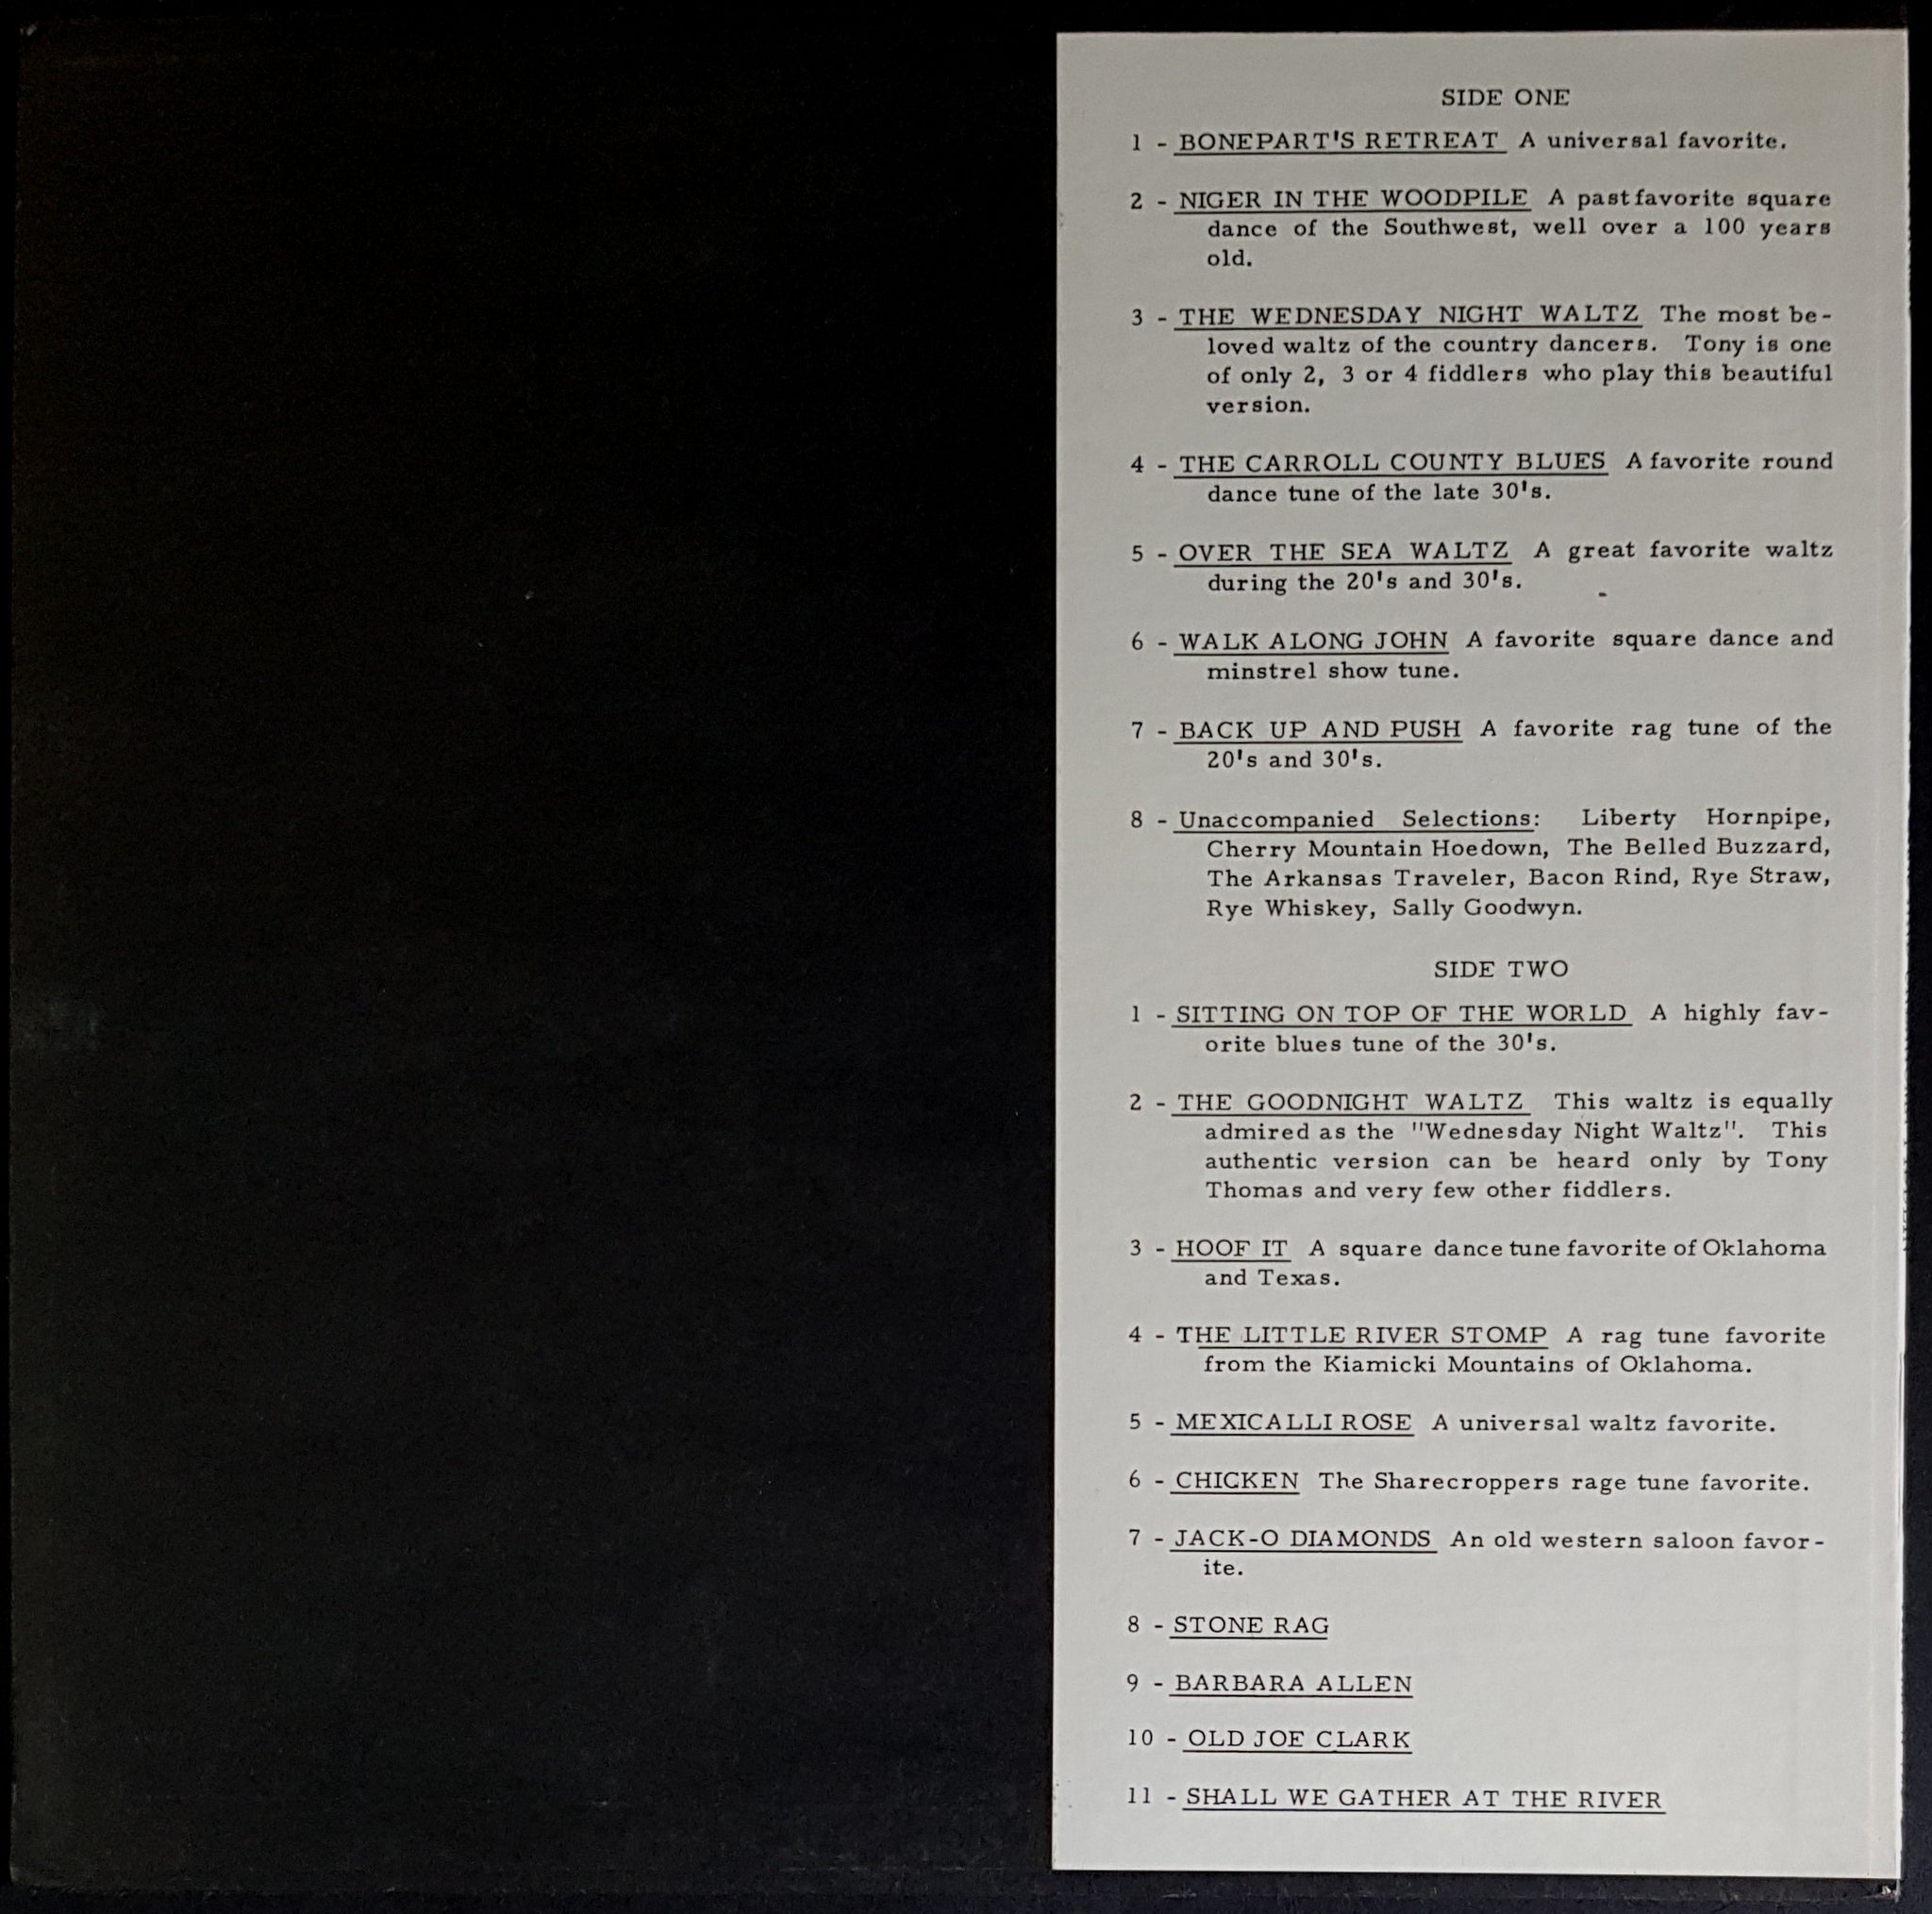 SIDE ONE
1 - BONEPART'S RETREAT A universal favorite.
2 - NIGER IN THE WOODPILE A past favorite square
dance of the Southwest, well over a 100 years
old.
3 - THE WEDNESDAY NIGHT WALTZ The most be-
loved waltz of the country dancers. Tony is one
of only 2, 3 or 4 fiddlers who play this beautiful
version.
4 - THE CARROLL COUNTY BLUES A favorite round
dance tune of the late 30's.
5 - OVER THE SEA WALTZ A great favorite waltz
during the 20's and 30's.
6 - WALK ALONG JOHN A favorite square dance and
minstrel show tune.
7 - BACK UP AND PUSH A favorite rag tune of the
20's and 30's.
8 - Unaccompanied Selections: Liberty Hornpipe,
Cherry Mountain Hoedown, The Belled Buzzard,
The Arkansas Traveler, Bacon Rind, Rye Straw,
Rye Whiskey, Sally Goodwyn.
SIDE TWO
1 - SITTING ON TOP OF THE WORLD A highly fav-
orite blues tune of the 30's.
2 - THE GOODNIGHT WALTZ This waltz is equally
admired as the "Wednesday Night Waltz". This
authentic version can be heard only by Tony
Thomas and very few other fiddlers.
3 - HOOF IT A square dance tune favorite of Oklahoma
and Texas.
4 - THE LITTLE RIVER STOMP A rag tune favorite
from the Kiamicki Mountains of Oklahoma.
5 - MEXICALLI ROSE A universal waltz favorite.
6 - CHICKEN The Sharecroppers rage tune favorite.
7 - JACK-O DIAMONDS An old western saloon favor-
ite.
8 - STONE RAG
9 - BARBARA ALLEN
10 - OLD JOE CLARK
11 - SHALL WE GATHER AT THE RIVER